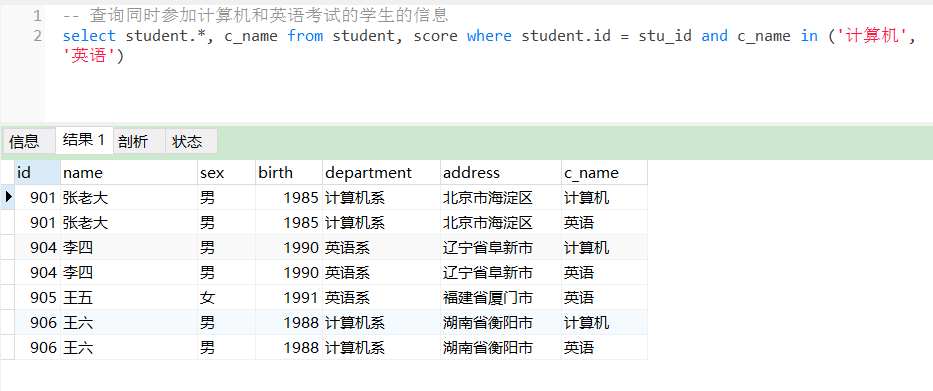 1 -- 查询同时参加计算机和英语考试的学生的信息
2 select student.*, c_name from student, score where student.id = stu_id and c_name in ('计算机',
'英语')
信息 结果 1 剖析 状态
id name sex birth department address c_name
901 张老大 男 1985 计算机系 北京市海淀区 计算机
901 张老大 男 1985 计算机系 北京市海淀区 英语
904 李四 男 1990 英语系 辽宁省阜新市 计算机
904 李四 男 1990 英语系 辽宁省阜新市 英语
905 王五 女 1991 英语系 福建省厦门市 英语
906 王六 男 1988 计算机系 湖南省衡阳市 计算机
906 王六 男 1988 计算机系 湖南省衡阳市 英语